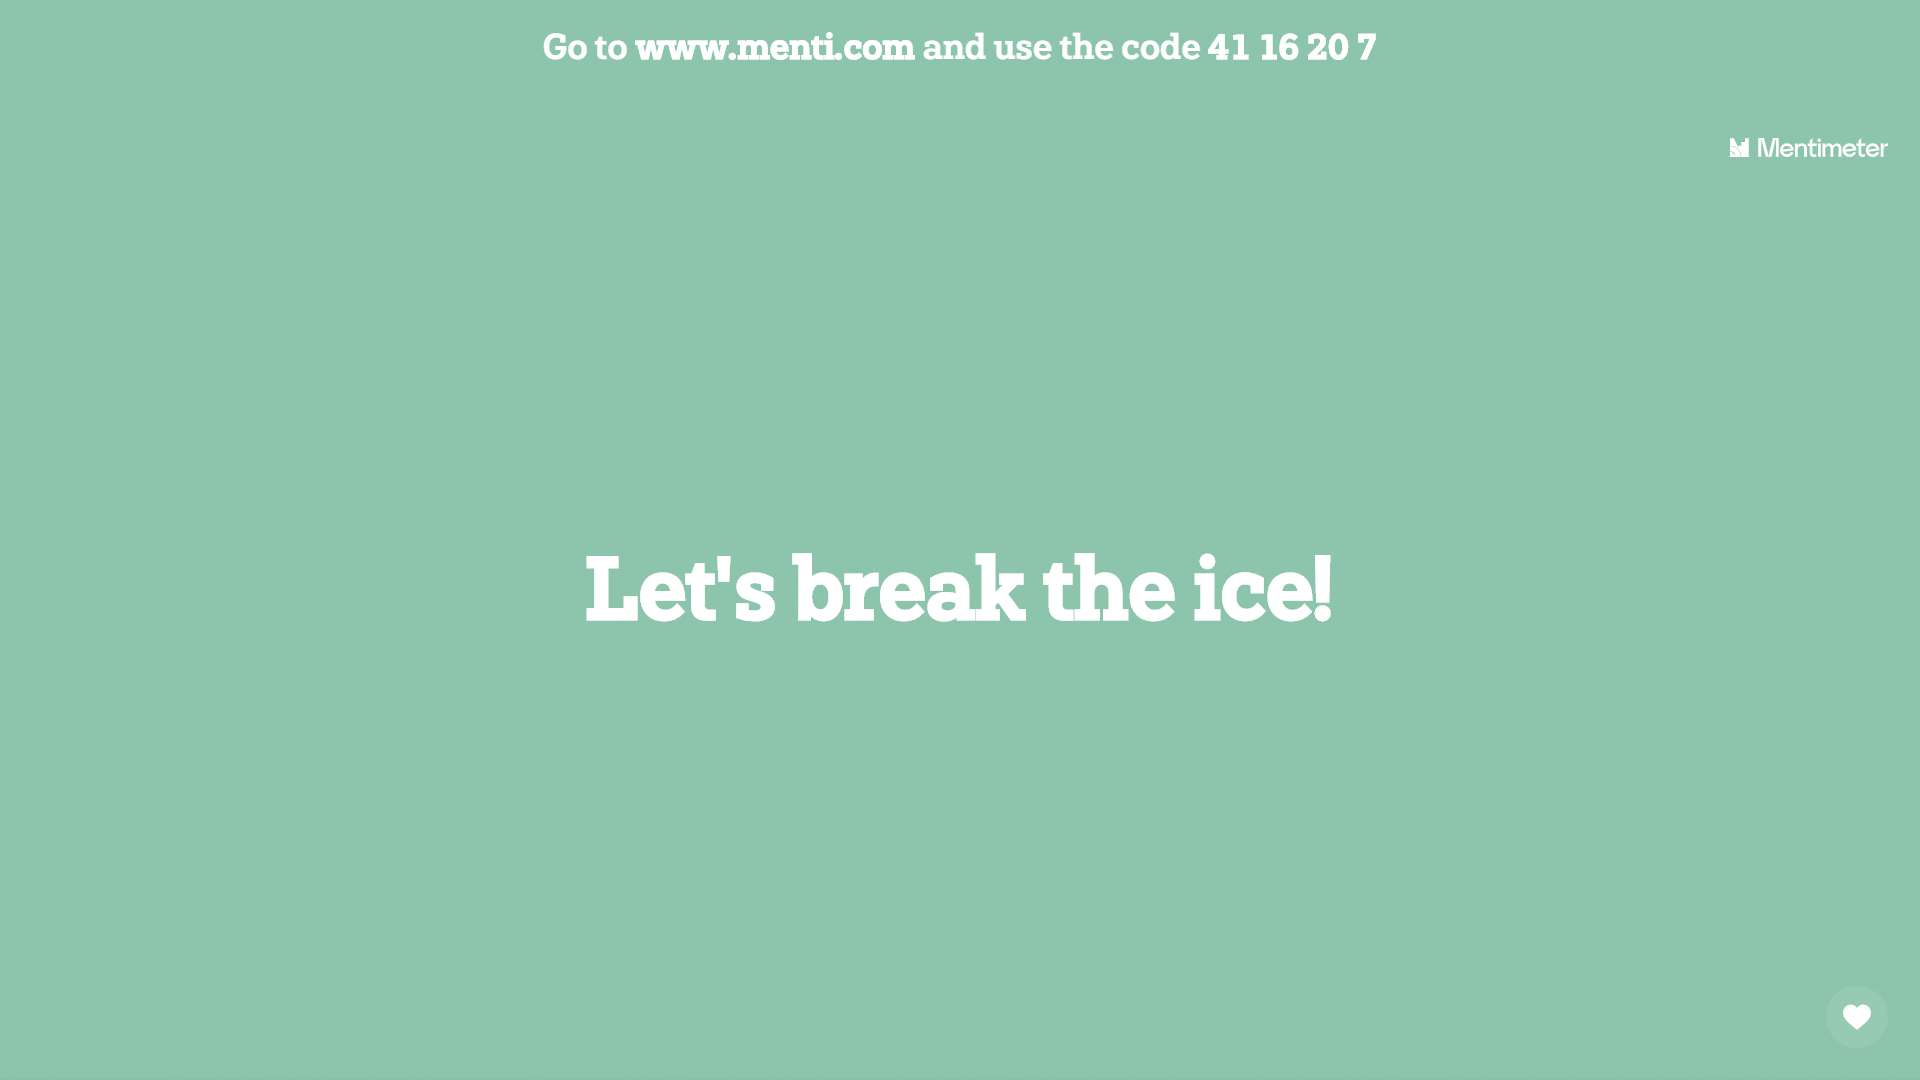 Go to www.menti.com and use the code 41 16 20 7
Mentimeter
Let's break the ice!